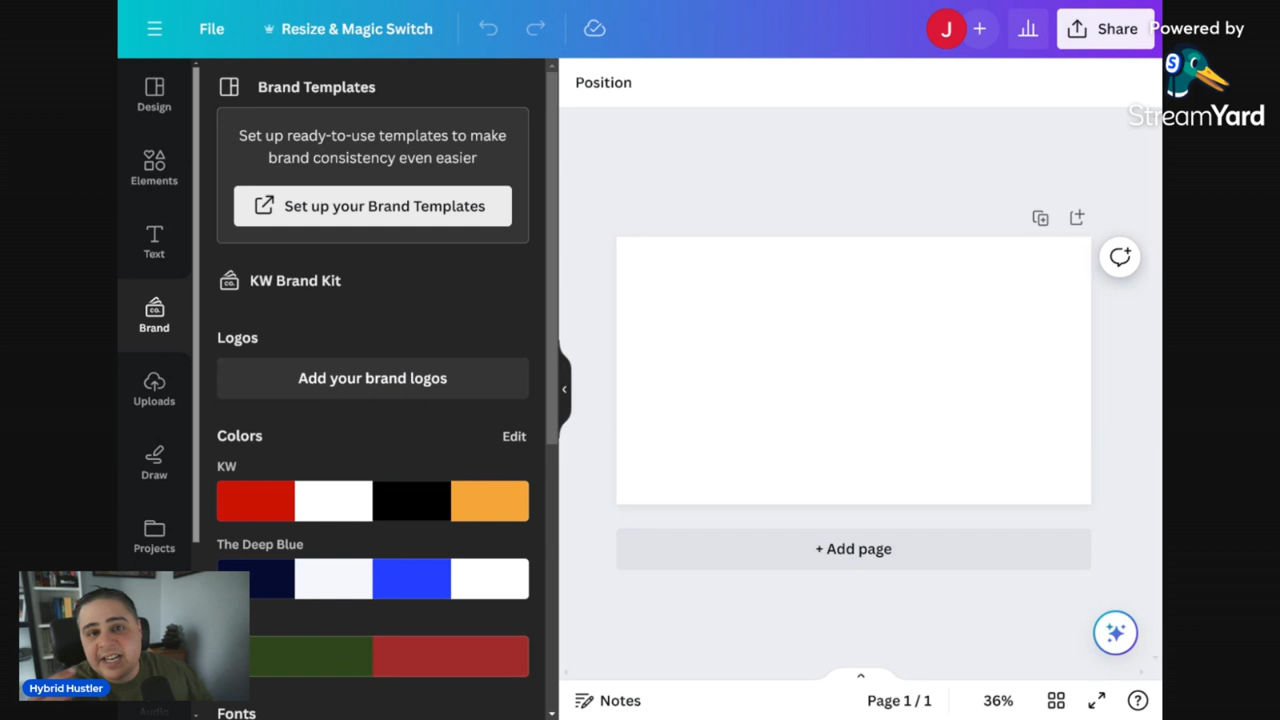 File
Resize & Magic Switch
J
Share
Powered by
StreamYard
S
Design
Elements
Text
Brand
CO.
Uploads
Draw
Projects
Audio
Brand Templates
Set up ready-to-use templates to make
brand consistency even easier
Set up your Brand Templates
CO.
KW Brand Kit
Logos
Add your brand logos
Colors
Edit
KW
The Deep Blue
Fonts
Position
+ Add page
Notes
Page 1 / 1
36%
Hybrid Hustler